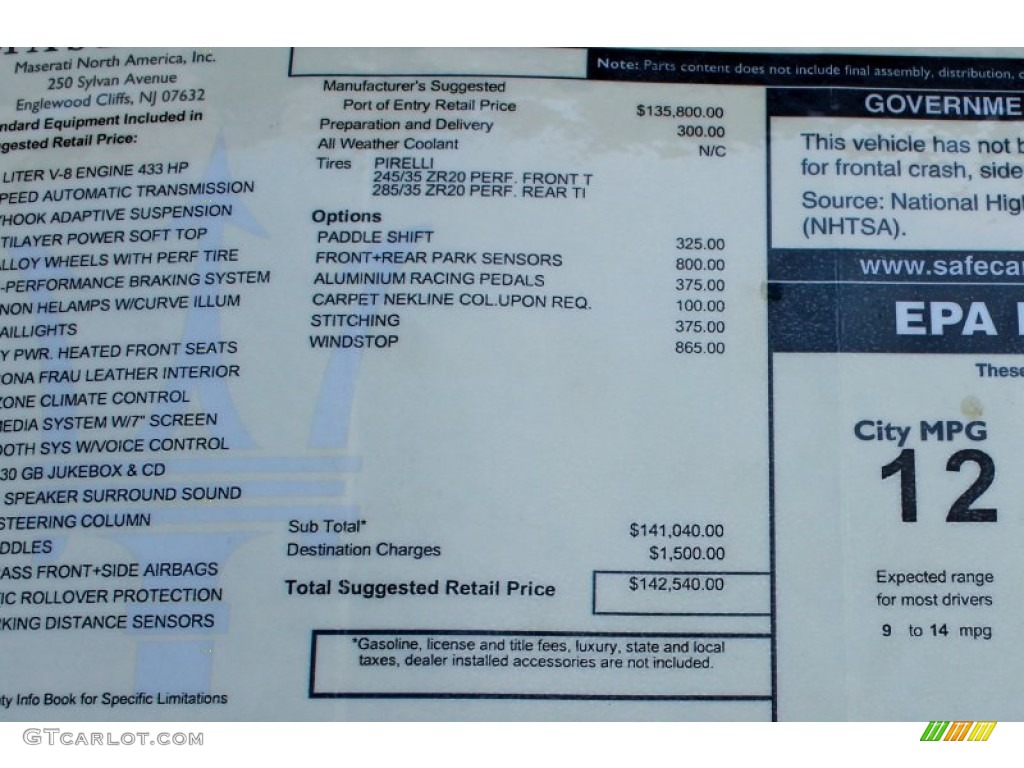 Maserati North America, Inc.
250 Sylvan Avenue
Englewood Cliffs, NJ 07632
ndard Equipment Included in
ggested Retail Price:
LITER V-8 ENGINE 433 HP
PEED AUTOMATIC TRANSMISSION
YHOOK ADAPTIVE SUSPENSION
TILAYER POWER SOFT TOP
ALLOY WHEELS WITH PERF TIRE
-PERFORMANCE BRAKING SYSTEM
NON HELAMPS W/CURVE ILLUM
AILLIGHTS
Y PWR. HEATED FRONT SEATS
ONA FRAU LEATHER INTERIOR
ZONE CLIMATE CONTROL
MEDIA SYSTEM W/7" SCREEN
OOTH SYS W/VOICE CONTROL
30 GB JUKEBOX & CD
SPEAKER SURROUND SOUND
STEERING COLUMN
DDLES
ASS FRONT+SIDE AIRBAGS
IC ROLLOVER PROTECTION
KING DISTANCE SENSORS
ty Info Book for Specific Limitations
Manufacturer's Suggested
Port of Entry Retail Price $135,800.00
Preparation and Delivery 300.00
All Weather Coolant N/C
Tires PIRELLI
245/35 ZR20 PERF. FRONT T
285/35 ZR20 PERF. REAR TI
Options
PADDLE SHIFT 325.00
FRONT+REAR PARK SENSORS 800.00
ALUMINIUM RACING PEDALS 375.00
CARPET NEKLINE COL.UPON REQ. 100.00
STITCHING 375.00
WINDSTOP 865.00
Sub Total* $141,040.00
Destination Charges $1,500.00
Total Suggested Retail Price $142,540.00
*Gasoline, license and title fees, luxury, state and local
taxes, dealer installed accessories are not included.
Note: Parts content does not include final assembly, distribution,
GOVERNME
This vehicle has not b
for frontal crash, side
Source: National High
(NHTSA).
www.safecar
EPA
These
City MPG
12
Expected range
for most drivers
9 to 14 mpg
GTcarlot.com